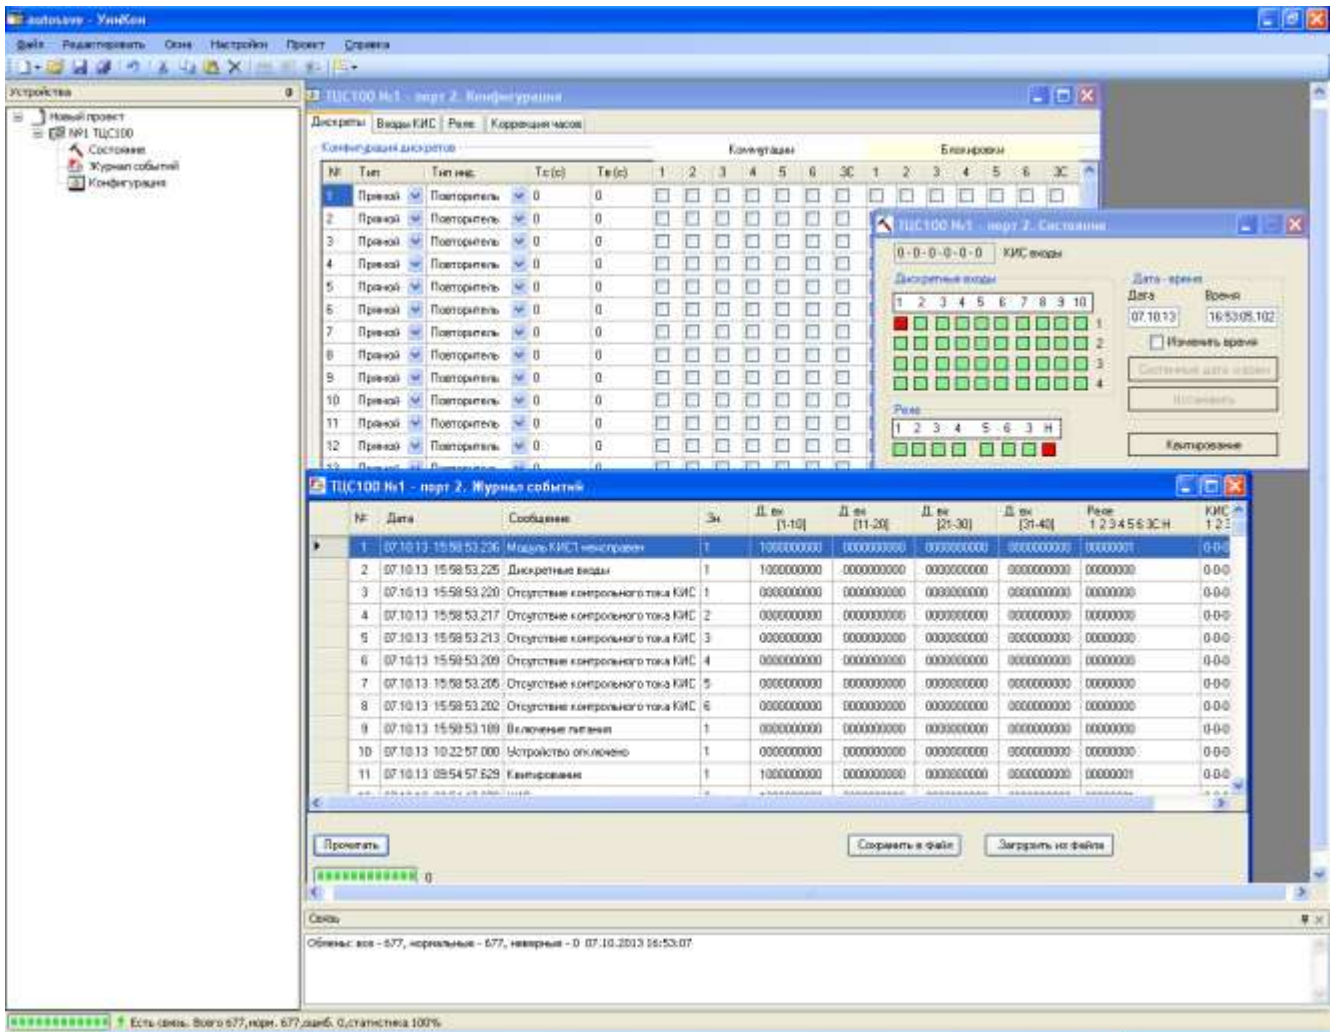 autosave - УниКон
Файл Редактировать Окна Настройки Проект Справка
Устройства
Новый проект
№1 ТЦС100
Состояние
Журнал событий
Конфигурация
ТЦС100 №1 - порт 2. Конфигурация
Дискреты Входы КИС Реле Коррекция часов
Конфигурация дискретов Коммутации Блокировки
№ Тип Тип инд. Тс (с) Тв (с) 1 2 3 4 5 6 ЗС 1 2 3 4 5 6 ЗС
1 Прямой Повторитель 0 0
2 Прямой Повторитель 0 0
3 Прямой Повторитель 0 0
4 Прямой Повторитель 0 0
5 Прямой Повторитель 0 0
6 Прямой Повторитель 0 0
7 Прямой Повторитель 0 0
8 Прямой Повторитель 0 0
9 Прямой Повторитель 0 0
10 Прямой Повторитель 0 0
11 Прямой Повторитель 0 0
12 Прямой Повторитель 0 0
ТЦС100 №1 - порт 2. Состояние
0 - 0 - 0 - 0 - 0 - 0 КИС входы
Дискретные входы
1 2 3 4 5 6 7 8 9 10
1
2
3
4
Реле
1 2 3 4 5 6 З Н
Дата - время
Дата Время
07.10.13 16:53:05.102
Изменить время
Установить
Квитирование
ТЦС100 №1 - порт 2. Журнал событий
№ Дата Сообщение Зн Д. вх [1-10] Д. вх [11-20] Д. вх [21-30] Д. вх [31-40] Реле 1 2 3 4 5 6 ЗС Н КИС 1 2 3
1 07.10.13 15:58:53.236 Модуль КИС1 неисправен 1 1000000000 0000000000 0000000000 0000000000 00000001 0-0-0
2 07.10.13 15:58:53.225 Дискретные входы 1 1000000000 0000000000 0000000000 0000000000 00000000 0-0-0
3 07.10.13 15:58:53.220 Отсутствие контрольного тока КИС 1 0000000000 0000000000 0000000000 0000000000 00000000 0-0-0
4 07.10.13 15:58:53.217 Отсутствие контрольного тока КИС 2 0000000000 0000000000 0000000000 0000000000 00000000 0-0-0
5 07.10.13 15:58:53.213 Отсутствие контрольного тока КИС 3 0000000000 0000000000 0000000000 0000000000 00000000 0-0-0
6 07.10.13 15:58:53.209 Отсутствие контрольного тока КИС 4 0000000000 0000000000 0000000000 0000000000 00000000 0-0-0
7 07.10.13 15:58:53.205 Отсутствие контрольного тока КИС 5 0000000000 0000000000 0000000000 0000000000 00000000 0-0-0
8 07.10.13 15:58:53.202 Отсутствие контрольного тока КИС 6 0000000000 0000000000 0000000000 0000000000 00000000 0-0-0
9 07.10.13 15:58:53.189 Включение питания 1 0000000000 0000000000 0000000000 0000000000 00000000 0-0-0
10 07.10.13 10:22:57.000 Устройство отключено 1 0000000000 0000000000 0000000000 0000000000 00000000 0-0-0
11 07.10.13 09:54:57.629 Квитирование 1 1000000000 0000000000 0000000000 0000000000 00000001 0-0-0
Прочитать Сохранить в файл Загрузить из файла
0
Связь
Обмены: все - 677, нормальные - 677, неверные - 0 07.10.2013 16:53:07
Есть связь. Всего 677,норм. 677,ошиб. 0,статистика 100%